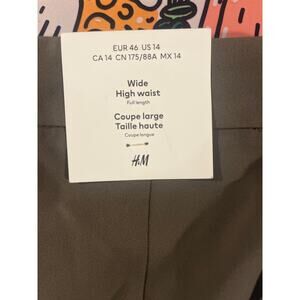 EUR 46 US 14
CA 14 CN 175/88A MX 14
Wide
High waist
Full length
Coupe large
Taille haute
Coupe longue
H&M